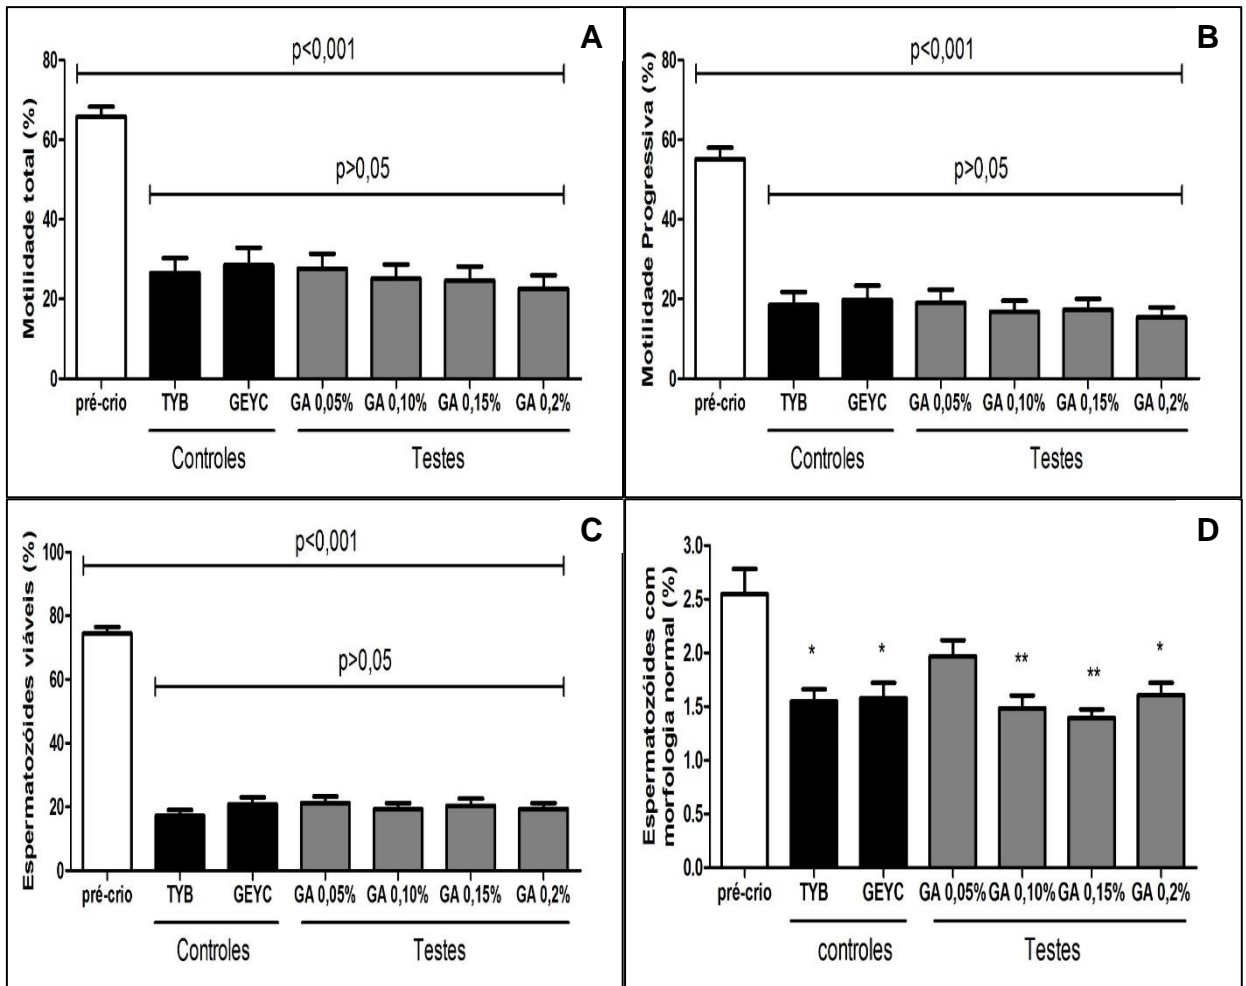 A
p<0,001
Motilidade total (%)
80
60
40
20
0
p>0,05
pré-crio TYB GEYC GA 0,05% GA 0,10% GA 0,15% GA 0,2%
Controles Testes
B
p<0,001
Motilidade Progressiva (%)
80
60
40
20
0
p>0,05
pré-crio TYB GEYC GA 0,05% GA 0,10% GA 0,15% GA 0,2%
Controles Testes
C
p<0,001
Espermatozóides viáveis (%)
100
80
60
40
20
0
p>0,05
pré-crio TYB GEYC GA 0,05% GA 0,10% GA 0,15% GA 0,2%
Controles Testes
D
Espermatozóides com
morfologia normal (%)
3.0
2.5
2.0
1.5
1.0
0.5
0.0
* * ** ** *
pré-crio TYB GEYC GA 0,05% GA 0,10% GA 0,15% GA 0,2%
controles Testes